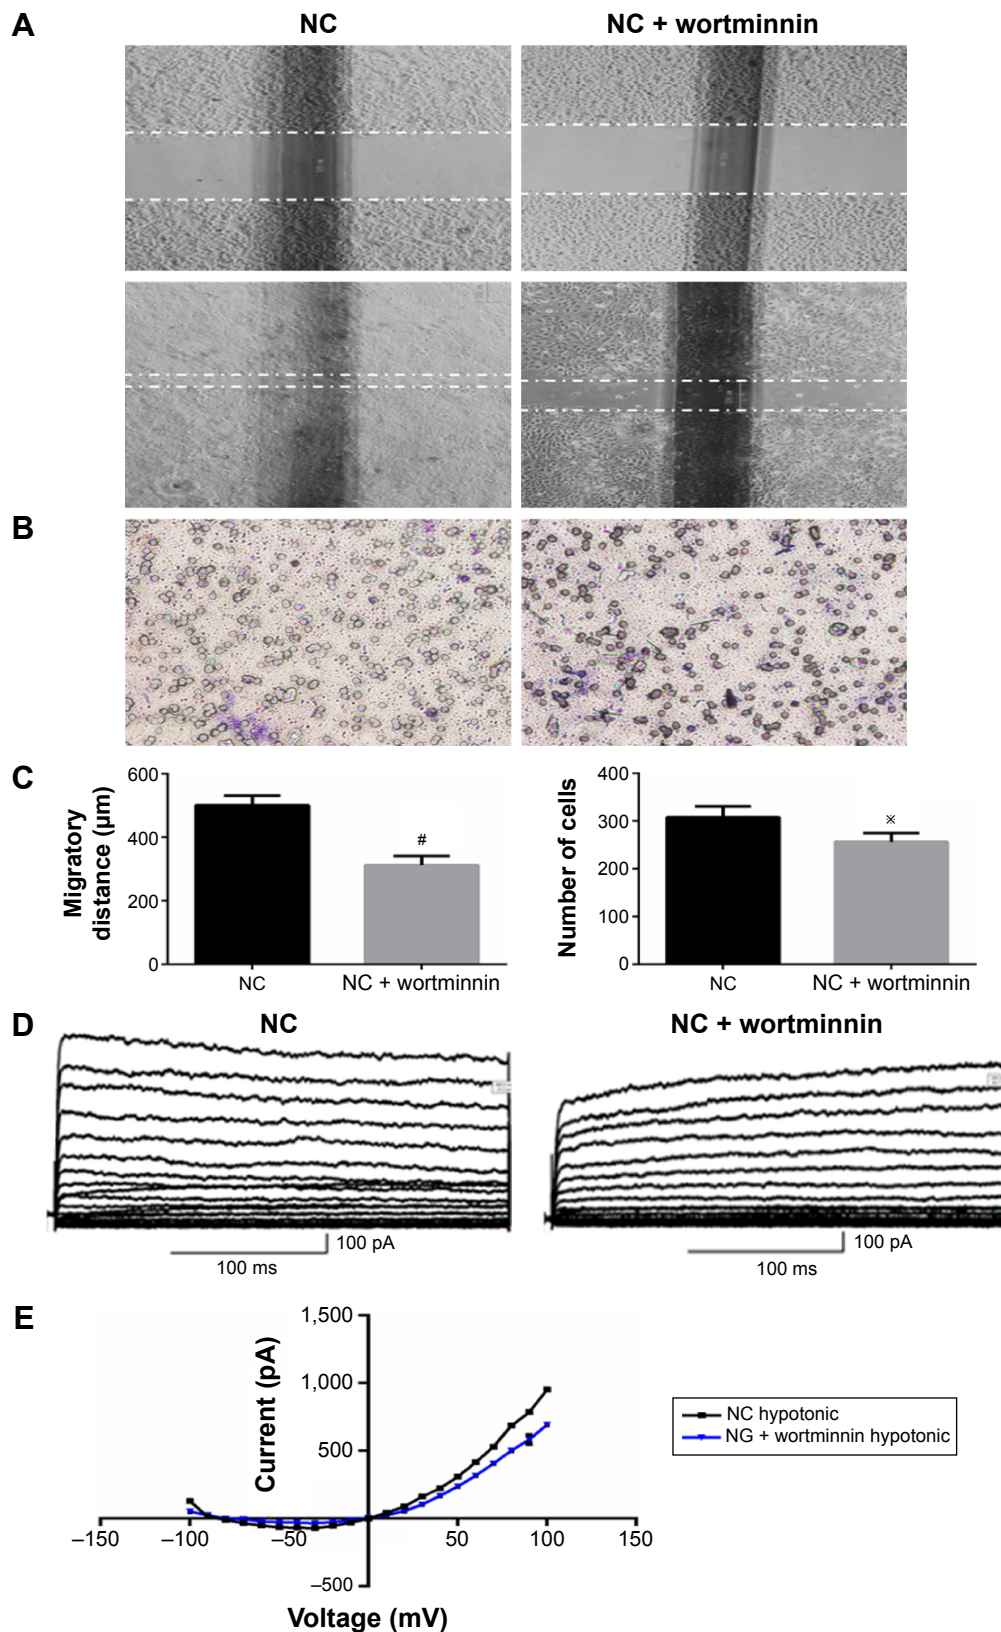 A
NC
NC + wortminnin
B
C
600
400
200
0
Migratory
distance (µm)
#
NC
NC + wortminnin
400
300
200
100
0
Number of cells
※
NC
NC + wortminnin
D
NC
NC + wortminnin
100 pA
100 ms
100 pA
100 ms
E
1,500
1,000
500
–500
Current (pA)
–150
–100
–50
0
50
100
150
Voltage (mV)
NC hypotonic
NG + wortminnin hypotonic